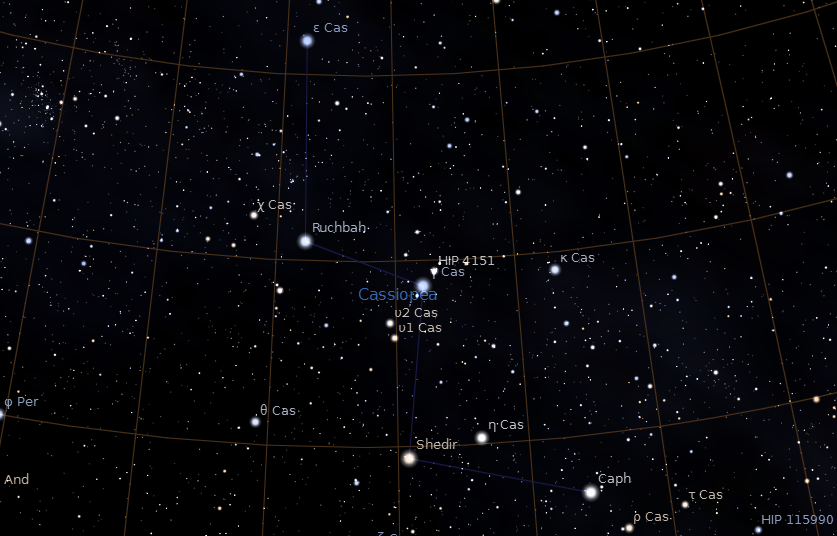 ε Cas
χ Cas
Ruchbah
HIP 4151
γ Cas
κ Cas
Cassiopea
υ2 Cas
υ1 Cas
φ Per
θ Cas
η Cas
Shedir
And
Caph
τ Cas
ρ Cas
HIP 115990